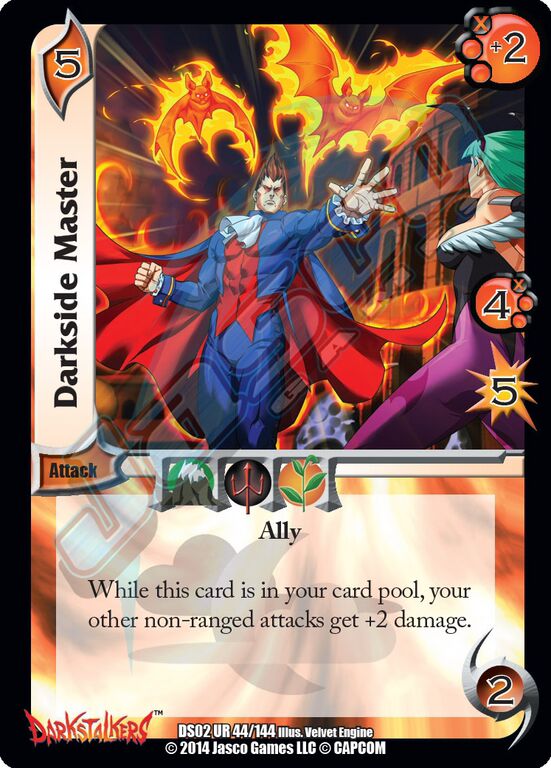 5
+2
Darkside Master
4
5
Attack
Ally
While this card is in your card pool, your
other non-ranged attacks get +2 damage.
2
DARKSTALKERS™
DS02 UR 44/144 Illus. Velvet Engine
© 2014 Jasco Games LLC © CAPCOM